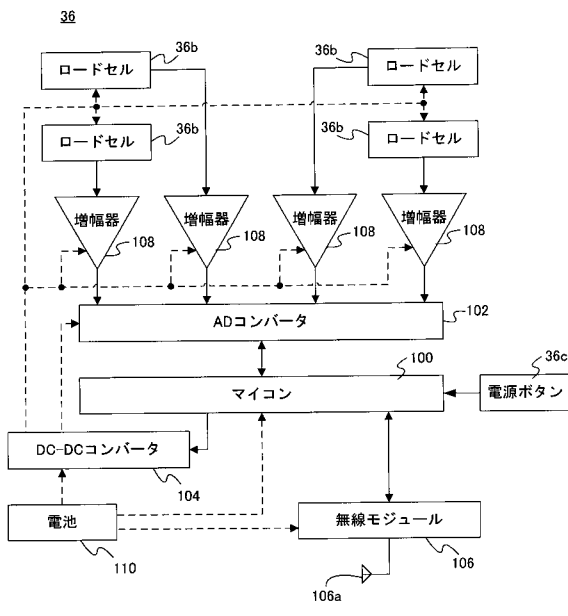 36
36b
ロードセル
36b
ロードセル
ロードセル
36b
ロードセル
36b
増幅器
増幅器
増幅器
増幅器
108
108
108
108
ADコンバータ
102
100
マイコン
36c
電源ボタン
DC-DCコンバータ
104
電池
110
無線モジュール
106
106a